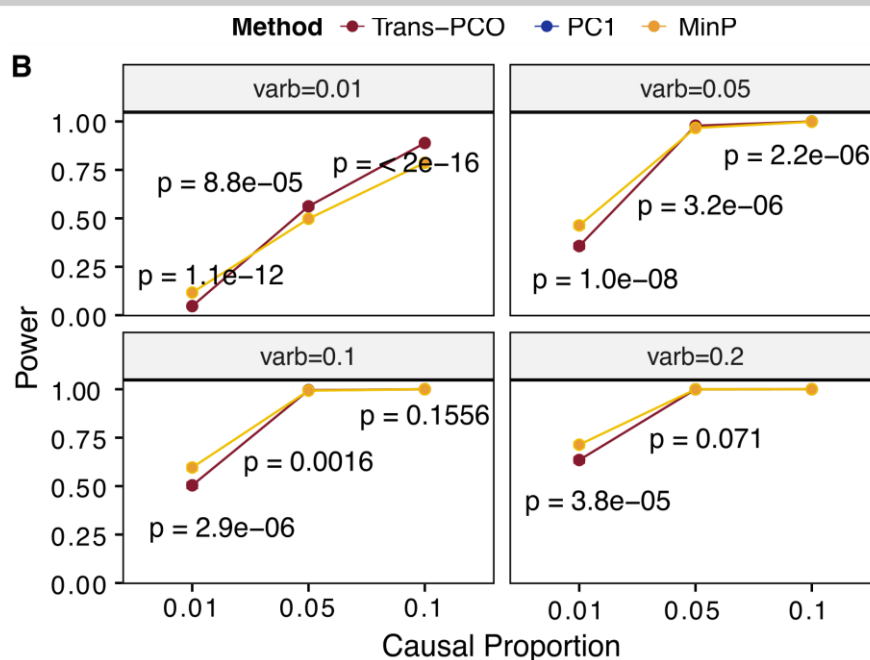 Method Trans−PCO PC1 MinP
B
varb=0.01 varb=0.05
1.00
0.75
0.50
0.25
0.00
p = 8.8e−05
p = < 2e−16
p = 1.1e−12
p = 2.2e−06
p = 3.2e−06
p = 1.0e−08
Power
varb=0.1 varb=0.2
1.00
0.75
0.50
0.25
0.00
p = 0.1556
p = 0.0016
p = 2.9e−06
p = 0.071
p = 3.8e−05
0.01 0.05 0.1 0.01 0.05 0.1
Causal Proportion